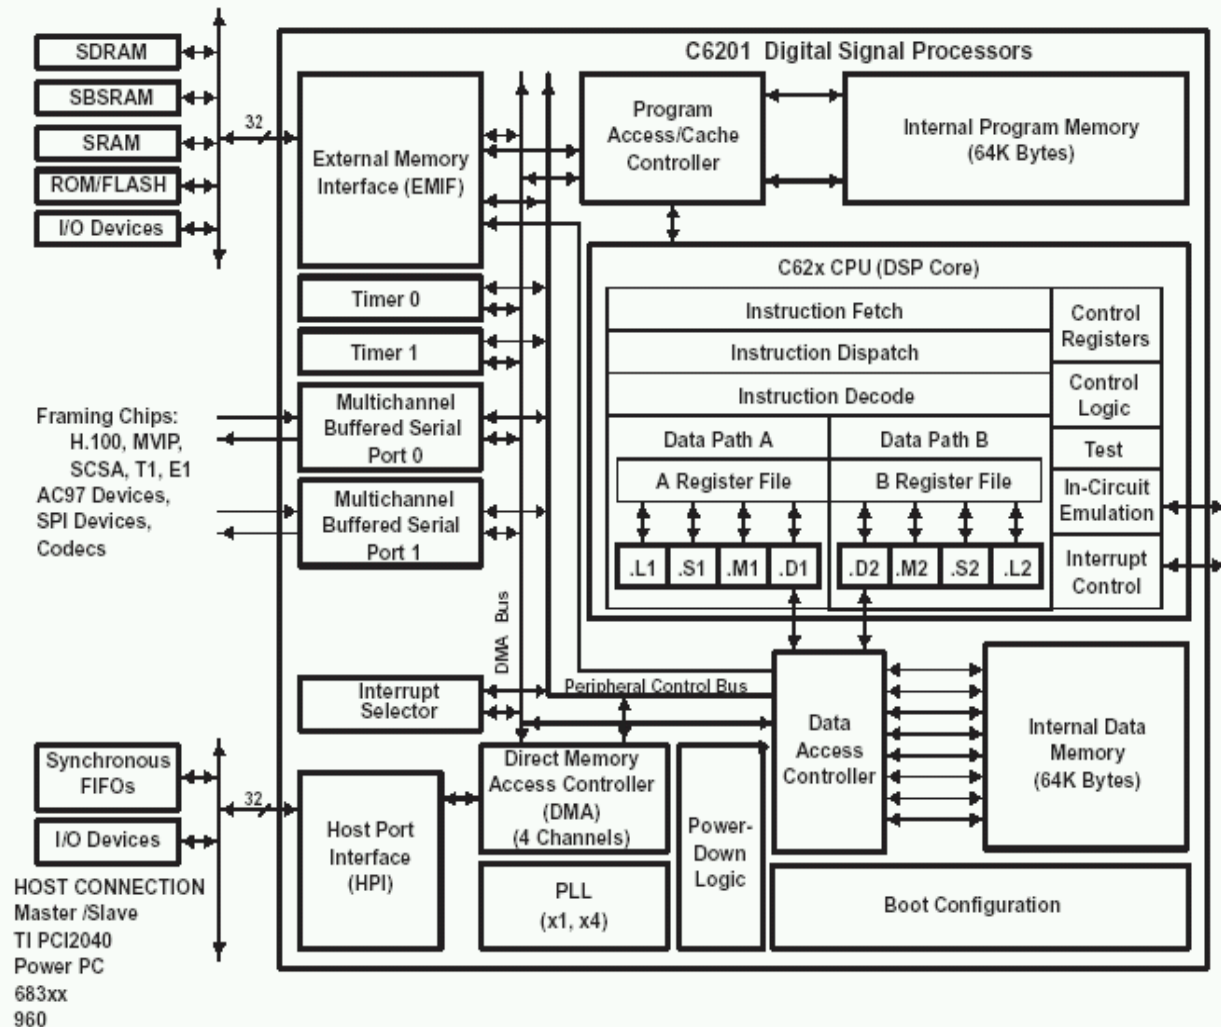 C6201 Digital Signal Processors
SDRAM
SBSRAM
SRAM
ROM/FLASH
I/O Devices
32
External Memory
Interface (EMIF)
Program
Access/Cache
Controller
Internal Program Memory
(64K Bytes)
Timer 0
Timer 1
Framing Chips:
H.100, MVIP,
SCSA, T1, E1
AC97 Devices,
SPI Devices,
Codecs
Multichannel
Buffered Serial
Port 0
Multichannel
Buffered Serial
Port 1
C62x CPU (DSP Core)
Instruction Fetch
Instruction Dispatch
Instruction Decode
Data Path A
Data Path B
A Register File
B Register File
.L1
.S1
.M1
.D1
.D2
.M2
.S2
.L2
Control
Registers
Control
Logic
Test
In-Circuit
Emulation
Interrupt
Control
DMA Bus
Interrupt
Selector
Peripheral Control Bus
Synchronous
FIFOs
I/O Devices
32
Host Port
Interface
(HPI)
Direct Memory
Access Controller
(DMA)
(4 Channels)
PLL
(x1, x4)
Power-
Down
Logic
Data
Access
Controller
Internal Data
Memory
(64K Bytes)
Boot Configuration
HOST CONNECTION
Master /Slave
TI PCI2040
Power PC
683xx
960